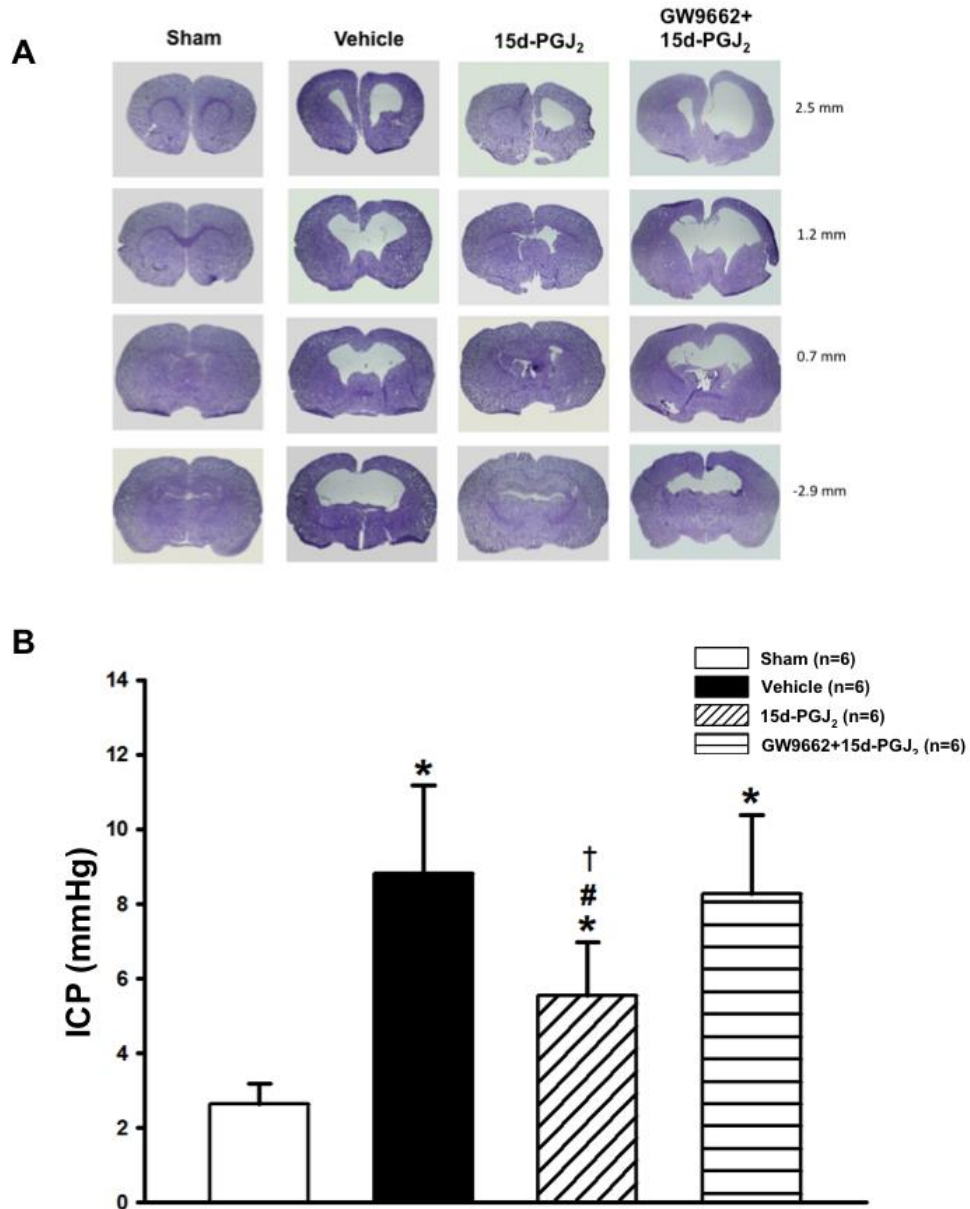 A
Sham
Vehicle
15d-PGJ₂
GW9662+
15d-PGJ₂
2.5 mm
1.2 mm
0.7 mm
-2.9 mm
B
Sham (n=6)
Vehicle (n=6)
15d-PGJ₂ (n=6)
GW9662+15d-PGJ₂ (n=6)
ICP (mmHg)
14
12
10
8
6
4
2
0
*
†
#
*
*